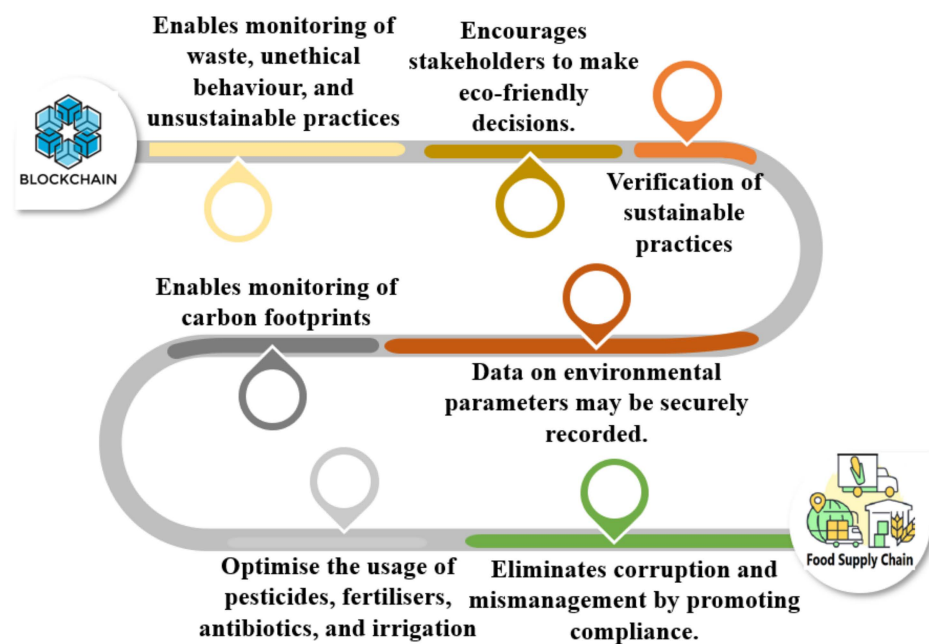 Enables monitoring of
waste, unethical
behaviour, and
unsustainable practices
Encourages
stakeholders to make
eco-friendly
decisions.
BLOCKCHAIN
Verification of
sustainable
practices
Enables monitoring of
carbon footprints
Data on environmental
parameters may be securely
recorded.
Optimise the usage of
pesticides, fertilisers,
antibiotics, and irrigation
Eliminates corruption and
mismanagement by promoting
compliance.
Food Supply Chain